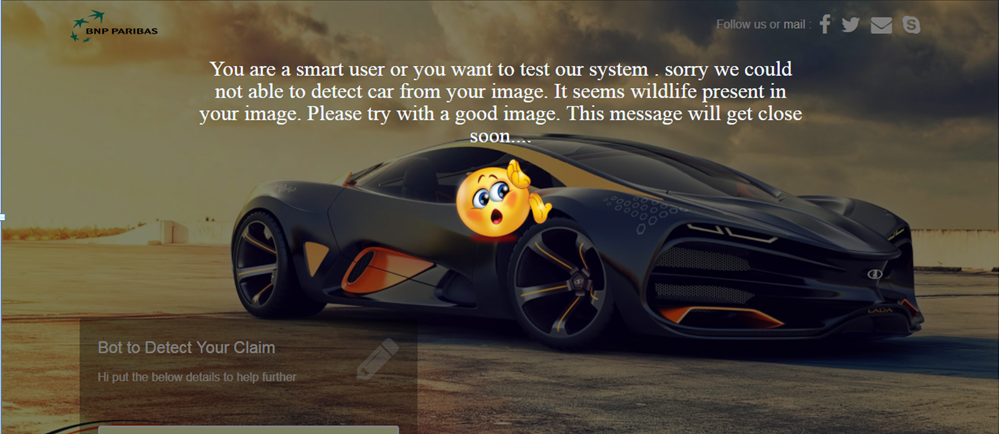 BNP PARIBAS
Follow us or mail :
You are a smart user or you want to test our system . sorry we could
not able to detect car from your image. It seems wildlife present in
your image. Please try with a good image. This message will get close
soon....
LADA
Bot to Detect Your Claim
Hi put the below details to help further